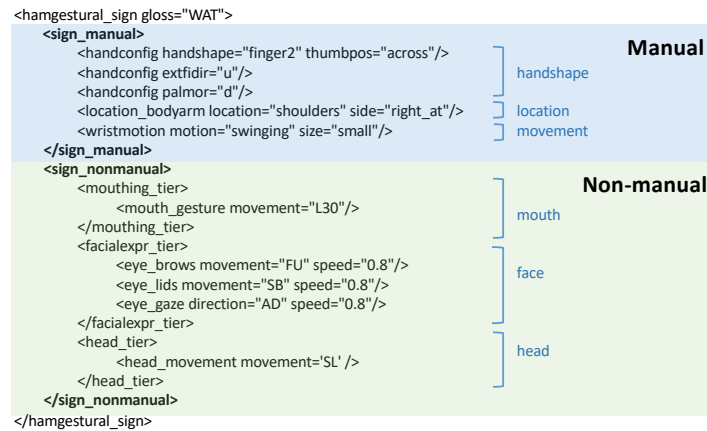 <hamgestural_sign gloss="WAT">
<sign_manual>
Manual
<handconfig handshape="finger2" thumbpos="across"/>
<handconfig extfidir="u"/>
handshape
<handconfig palmor="d"/>
<location_bodyarm location="shoulders" side="right_at"/>
location
<wristmotion motion="swinging" size="small"/>
movement
</sign_manual>
<sign_nonmanual>
Non-manual
<mouthing_tier>
<mouth_gesture movement="L30"/>
mouth
</mouthing_tier>
<facialexpr_tier>
<eye_brows movement="FU" speed="0.8"/>
face
<eye_lids movement="SB" speed="0.8"/>
<eye_gaze direction="AD" speed="0.8"/>
</facialexpr_tier>
<head_tier>
head
<head_movement movement='SL' />
</head_tier>
</sign_nonmanual>
</hamgestural_sign>